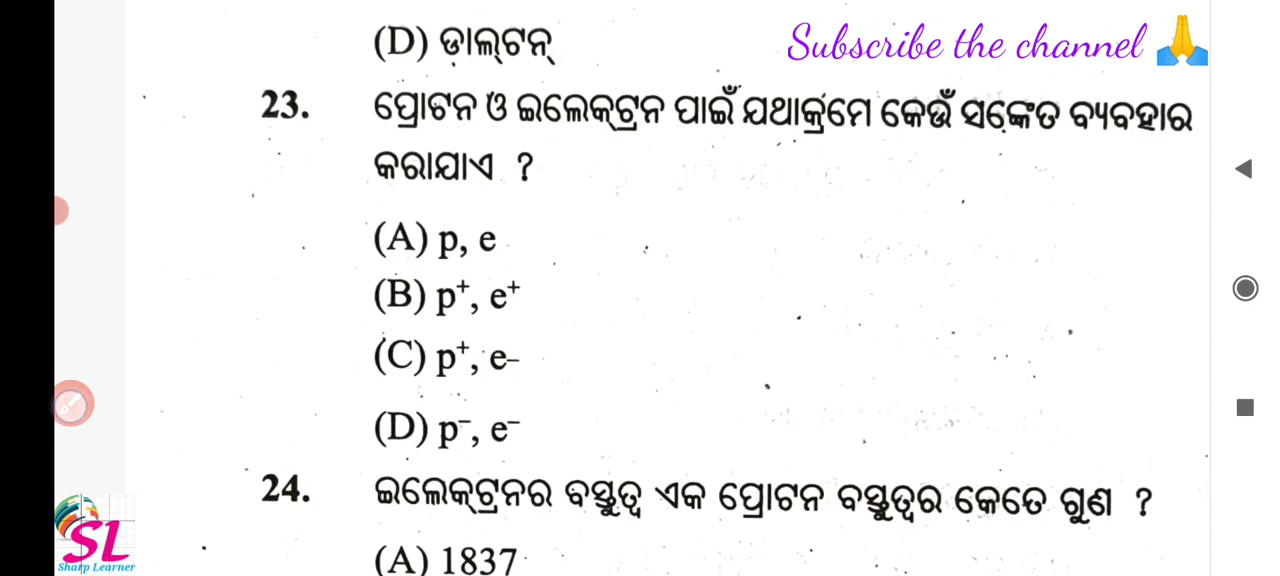 (D) ଡ଼ାଲ୍‌ଟନ୍
Subscribe the channel 🙏
23. ପ୍ରୋଟନ ଓ ଇଲେକ୍‌ଟ୍ରନ ପାଇଁ ଯଥାକ୍ରମେ କେଉଁ ସଙ୍କେତ ବ୍ୟବହାର
କରାଯାଏ ?
(A) p, e
(B) p⁺, e⁺
(C) p⁺, e–
(D) p⁻, e⁻
24. ଇଲେକ୍‌ଟ୍ରନର ବସ୍ତୁତ୍ୱ ଏକ ପ୍ରୋଟନ ବସ୍ତୁତ୍ୱର କେତେ ଗୁଣ ?
(A) 1837
SL
Sharp Learner